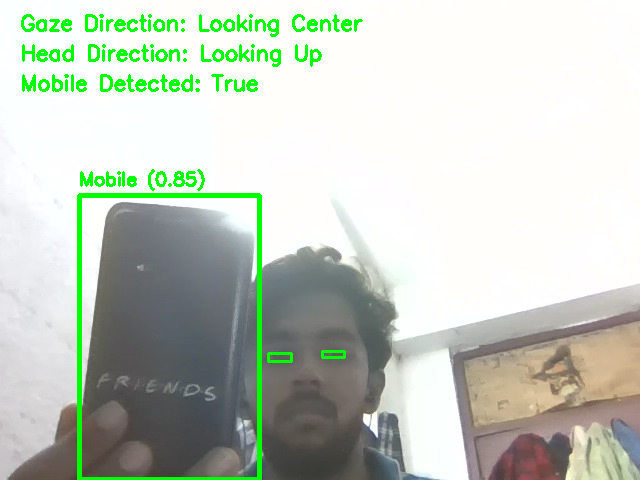 Gaze Direction: Looking Center
Head Direction: Looking Up
Mobile Detected: True
Mobile (0.85)
FRIENDS